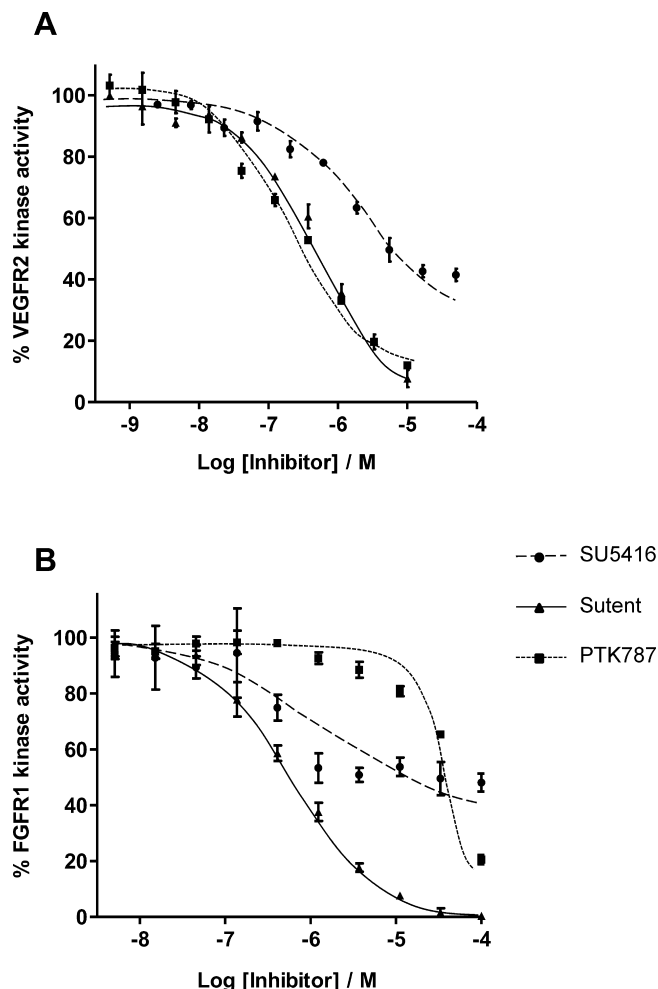 A
% VEGFR2 kinase activity
100
80
60
40
20
0
-9 -8 -7 -6 -5 -4
Log [Inhibitor] / M
B
% FGFR1 kinase activity
100
80
60
40
20
0
-8 -7 -6 -5 -4
Log [Inhibitor] / M
SU5416
Sutent
PTK787